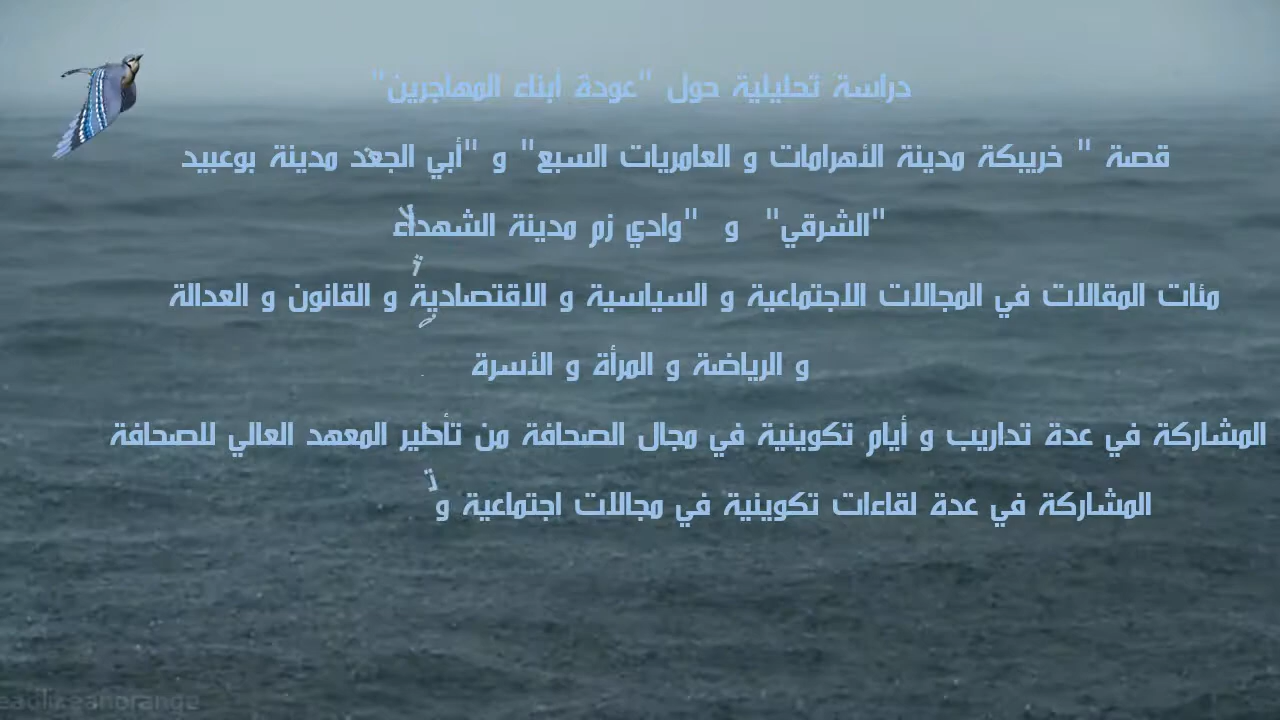 دراسة تحليلية حول "عودة أبناء المهاجرين"
قصة " خريبكة مدينة الأهرامات و العامريات السبع" و "أبي الجعد مدينة بوعبيد
"الشرقي" و "وادي زم مدينة الشهداء
مئات المقالات في المجالات الاجتماعية و السياسية و الاقتصادية و القانون و العدالة
و الرياضة و المرأة و الأسرة
المشاركة في عدة تداريب و أيام تكوينية في مجال الصحافة من تأطير المعهد العالي للصحافة
المشاركة في عدة لقاءات تكوينية في مجالات اجتماعية و